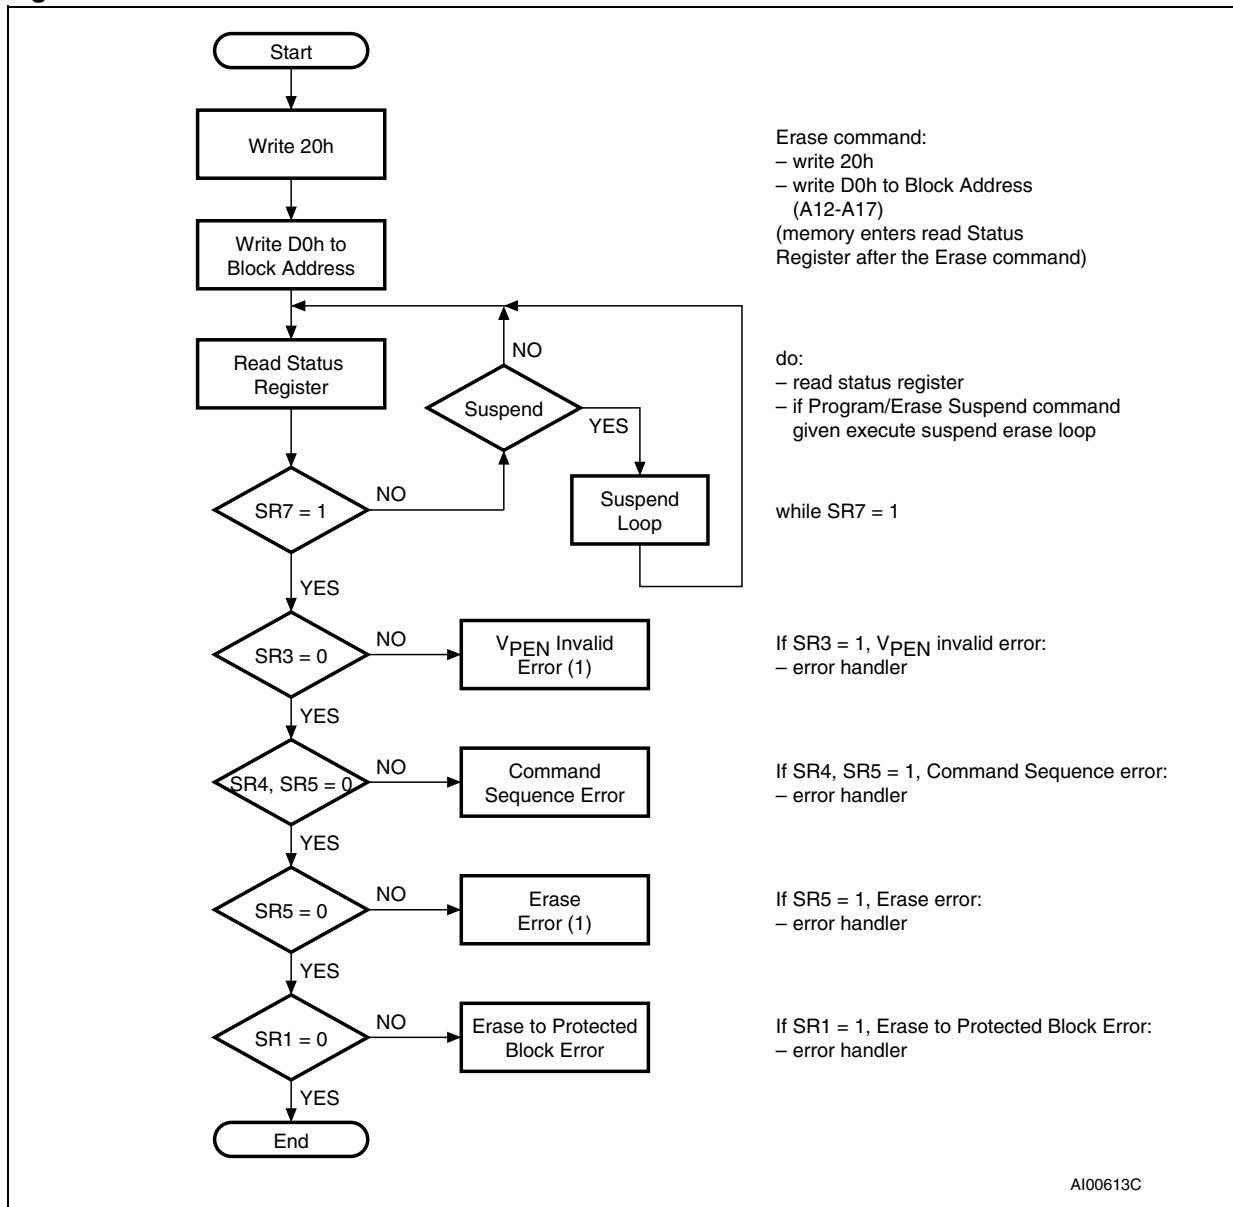 Start
Write 20h
Erase command:
– write 20h
– write D0h to Block Address
(A12-A17)
(memory enters read Status
Register after the Erase command)
Write D0h to
Block Address
NO
Read Status
Register
Suspend
YES
do:
– read status register
– if Program/Erase Suspend command
given execute suspend erase loop
SR7 = 1
NO
Suspend
Loop
while SR7 = 1
YES
SR3 = 0
NO
VPEN Invalid
Error (1)
If SR3 = 1, VPEN invalid error:
– error handler
YES
SR4, SR5 = 0
NO
Command
Sequence Error
If SR4, SR5 = 1, Command Sequence error:
– error handler
YES
SR5 = 0
NO
Erase
Error (1)
If SR5 = 1, Erase error:
– error handler
YES
SR1 = 0
NO
Erase to Protected
Block Error
If SR1 = 1, Erase to Protected Block Error:
– error handler
YES
End
AI00613C